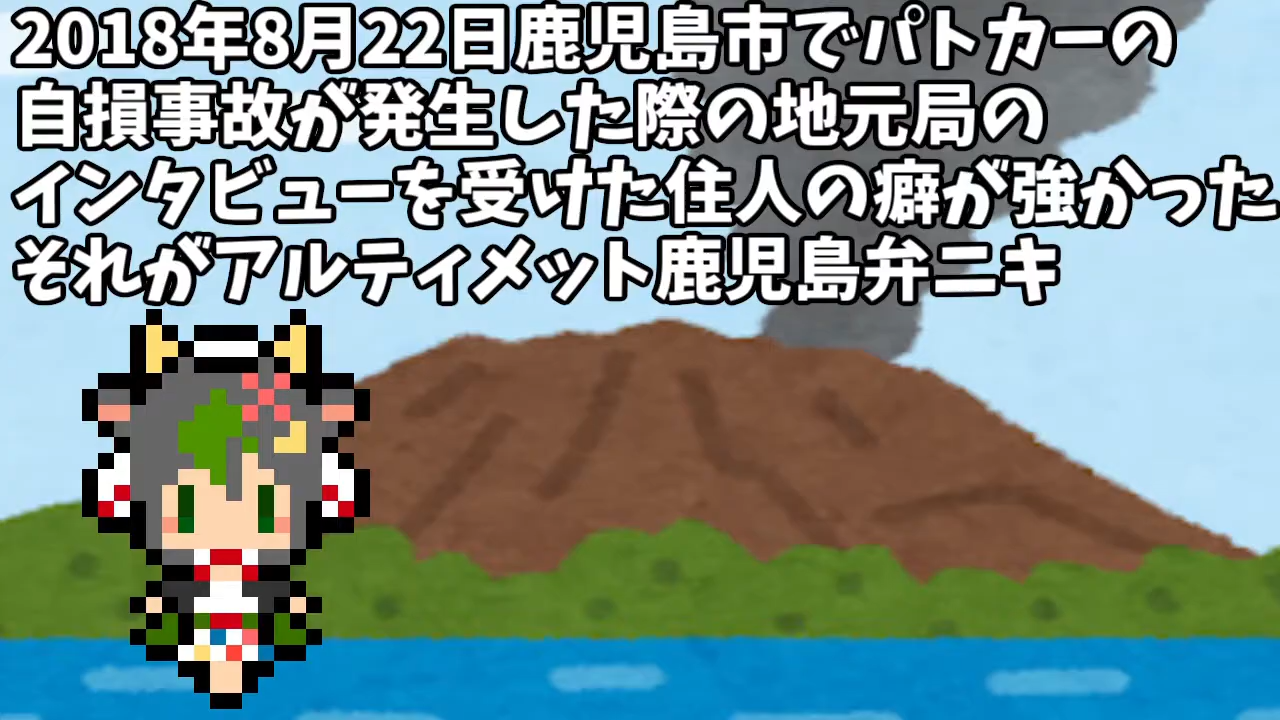 2018年8月22日鹿児島市でパトカーの
自損事故が発生した際の地元局の
インタビューを受けた住人の癖が強かった
それがアルティメット鹿児島弁ニキ